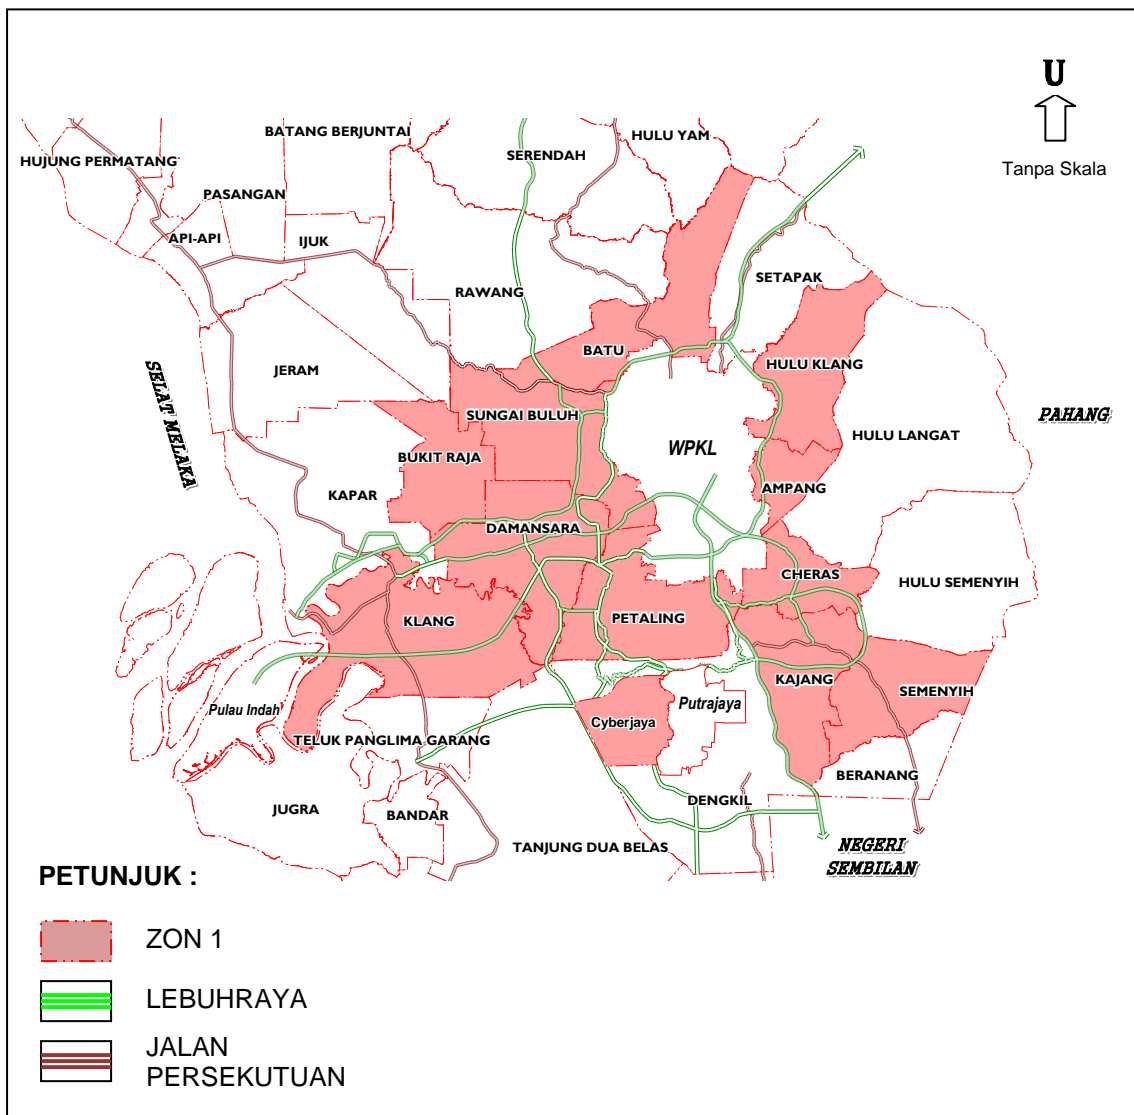 U
Tanpa Skala
BATANG BERJUNTAI
HULU YAM
SERENDAH
HUJUNG PERMATANG
PASANGAN
API-API
IJUK
SETAPAK
RAWANG
BATU
HULU KLANG
JERAM
SELAT MELAKA
SUNGAI BULUH
PAHANG
HULU LANGAT
WPKL
BUKIT RAJA
KAPAR
AMPANG
DAMANSARA
CHERAS
HULU SEMENYIH
KLANG
PETALING
KAJANG
SEMENYIH
Pulau Indah
Putrajaya
Cyberjaya
TELUK PANGLIMA GARANG
BERANANG
JUGRA
BANDAR
DENGKIL
TANJUNG DUA BELAS
NEGERI
SEMBILAN
PETUNJUK :
ZON 1
LEBUHRAYA
JALAN
PERSEKUTUAN